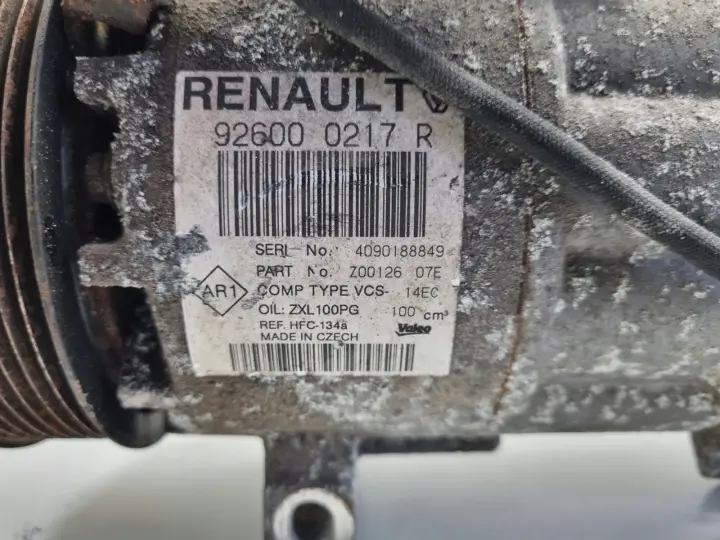 RENAULT
92600 0217 R
SERI No. 4090188849
PART No. Z00126 07E
AR1
COMP TYPE VCS- 14EC
OIL: ZXL100PG 100 cm³
REF. HFC-134a
Valeo
MADE IN CZECH